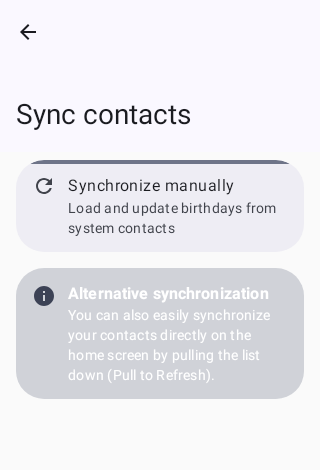 Sync contacts
Synchronize manually
Load and update birthdays from
system contacts
Alternative synchronization
You can also easily synchronize
your contacts directly on the
home screen by pulling the list
down (Pull to Refresh).